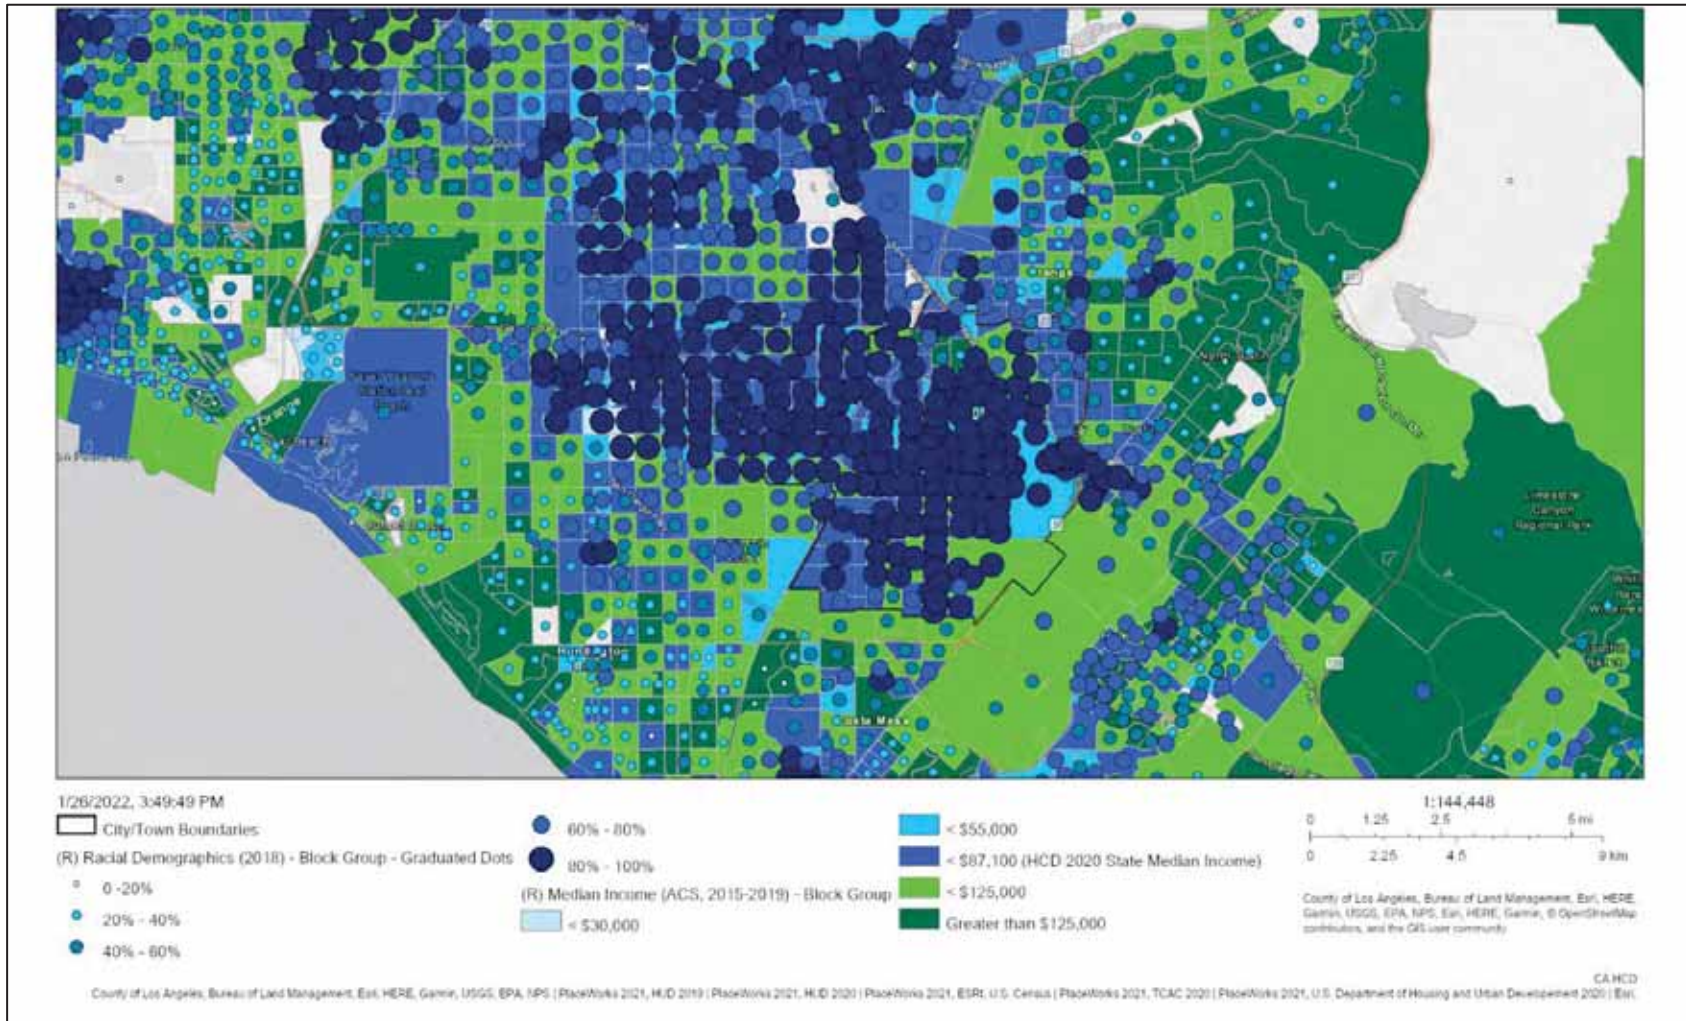 Orange
North Tustin
Limestone
Canyon
Regional Park
Costa Mesa
1/26/2022, 3:49:49 PM
City/Town Boundaries
(R) Racial Demographics (2018) - Block Group - Graduated Dots
0 -20%
20% - 40%
40% - 60%
60% - 80%
80% - 100%
(R) Median Income (ACS, 2015-2019) - Block Group
< $30,000
< $55,000
< $87,100 (HCD 2020 State Median Income)
< $125,000
Greater than $125,000
1:144,448
0 1.25 2.5 5 mi
0 2.25 4.5 9 km
County of Los Angeles, Bureau of Land Management, Esri, HERE,
Garmin, USGS, EPA, NPS, Esri, HERE, Garmin, © OpenStreetMap
contributors, and the GIS user community
CA HCD
County of Los Angeles, Bureau of Land Management, Esri, HERE, Garmin, USGS, EPA, NPS | PlaceWorks 2021, HUD 2019 | PlaceWorks 2021, HUD 2020 | PlaceWorks 2021, ESRI, U.S. Census | PlaceWorks 2021, TCAC 2020 | PlaceWorks 2021, U.S. Department of Housing and Urban Developement 2020 | Esri,